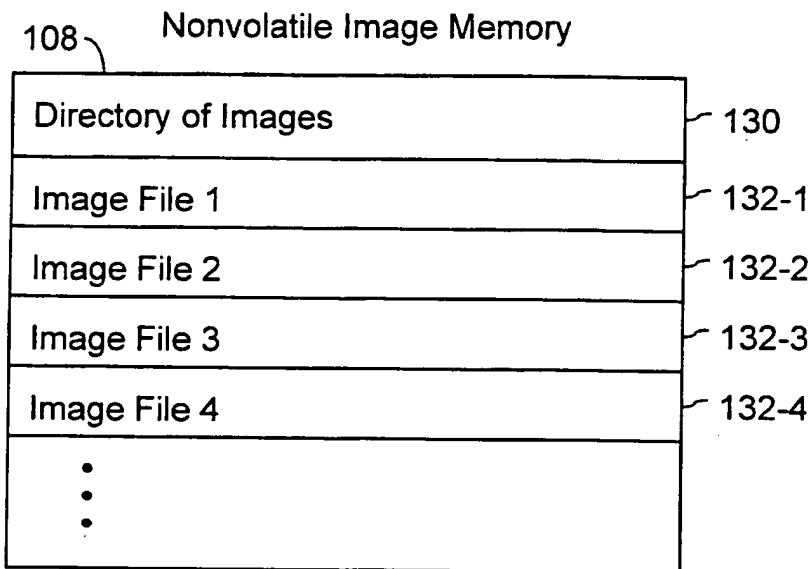 Nonvolatile Image Memory
108
Directory of Images 130
Image File 1 132-1
Image File 2 132-2
Image File 3 132-3
Image File 4 132-4